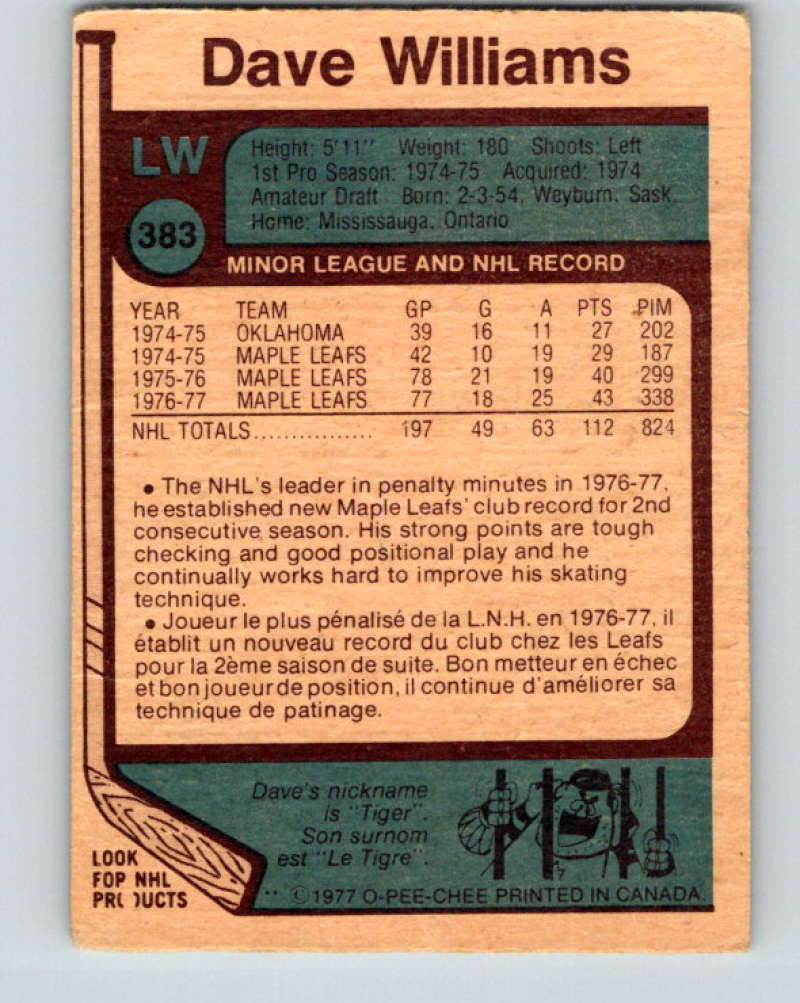 Dave Williams
LW
383
Height: 5'11" Weight: 180 Shoots: Left
1st Pro Season: 1974-75 Acquired: 1974
Amateur Draft Born: 2-3-54, Weyburn, Sask.
Home: Mississauga, Ontario
MINOR LEAGUE AND NHL RECORD
YEAR TEAM GP G A PTS PIM
1974-75 OKLAHOMA 39 16 11 27 202
1974-75 MAPLE LEAFS 42 10 19 29 187
1975-76 MAPLE LEAFS 78 21 19 40 299
1976-77 MAPLE LEAFS 77 18 25 43 338
NHL TOTALS................ 197 49 63 112 824
• The NHL's leader in penalty minutes in 1976-77,
he established new Maple Leafs' club record for 2nd
consecutive season. His strong points are tough
checking and good positional play and he
continually works hard to improve his skating
technique.
• Joueur le plus pénalisé de la L.N.H. en 1976-77, il
établit un nouveau record du club chez les Leafs
pour la 2ème saison de suite. Bon metteur en échec
et bon joueur de position, il continue d'améliorer sa
technique de patinage.
Dave's nickname
is "Tiger".
Son surnom
est "Le Tigre".
LOOK
FOR NHL
PRODUCTS
©1977 O-PEE-CHEE PRINTED IN CANADA